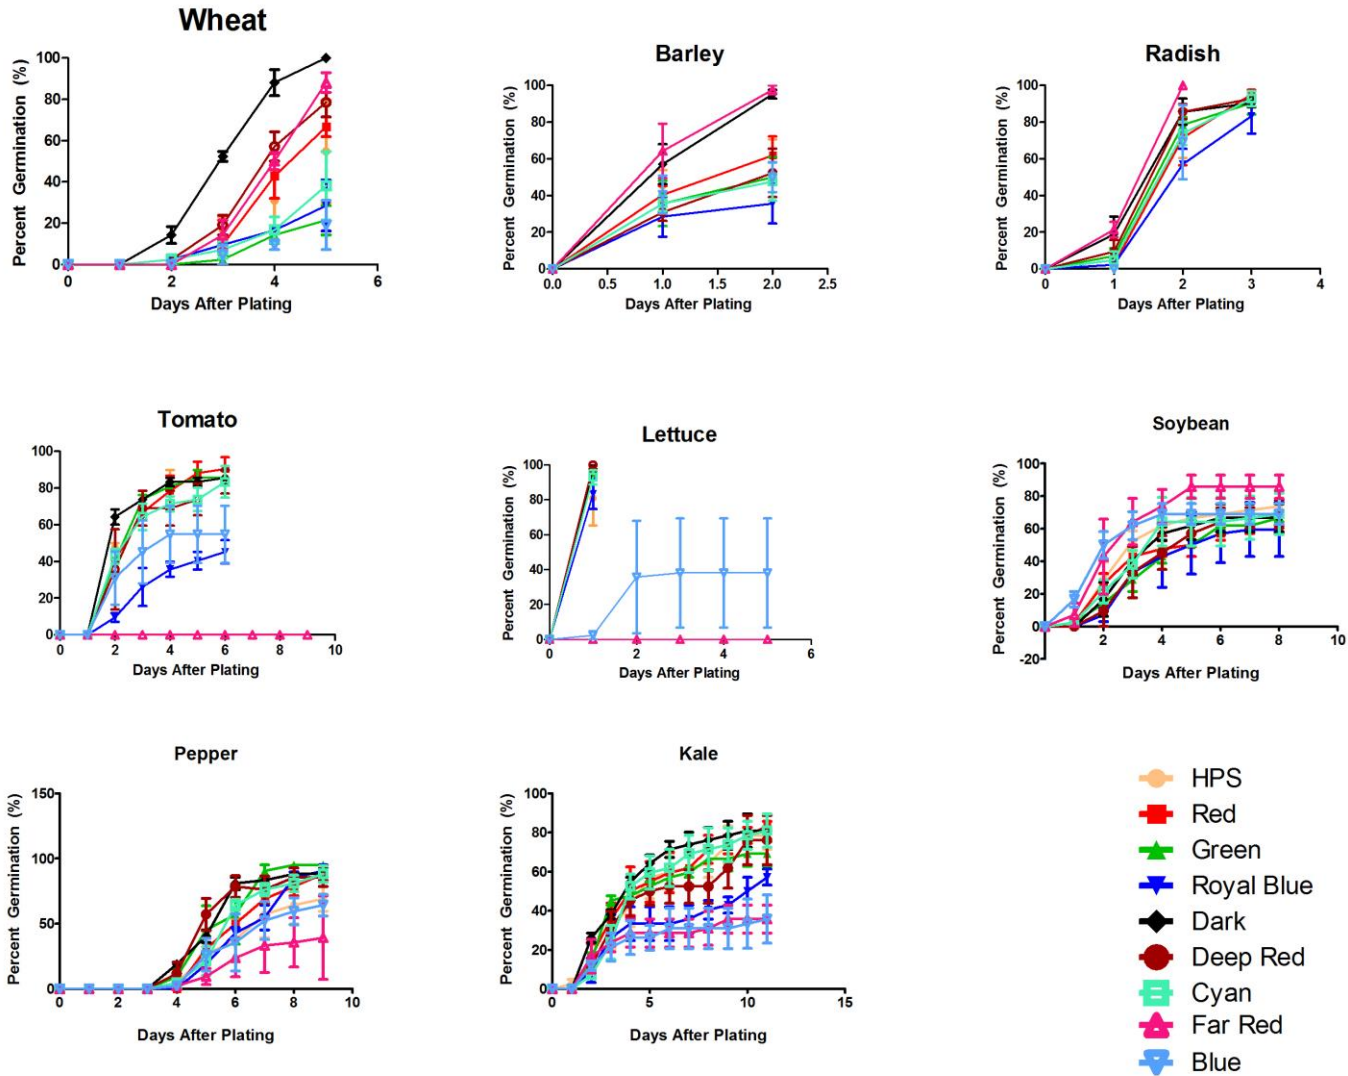 Wheat
Percent Germination (%)
100
80
60
40
20
0
0 2 4 6
Days After Plating
Barley
Percent Germination (%)
100
80
60
40
20
0
0.0 0.5 1.0 1.5 2.0 2.5
Days After Plating
Radish
Percent Germination (%)
100
80
60
40
20
0
0 1 2 3 4
Days After Plating
Tomato
Percent Germination (%)
100
80
60
40
20
0
0 2 4 6 8 10
Days After Plating
Lettuce
Percent Germination (%)
100
80
60
40
20
0
0 2 4 6
Days After Plating
Soybean
Percent Germination (%)
100
80
60
40
20
0
-20
2 4 6 8 10
Days After Plating
Pepper
Percent Germination (%)
150
100
50
0
0 2 4 6 8 10
Days After Plating
Kale
Percent Germination (%)
100
80
60
40
20
0
0 5 10 15
Days After Plating
HPS
Red
Green
Royal Blue
Dark
Deep Red
Cyan
Far Red
Blue